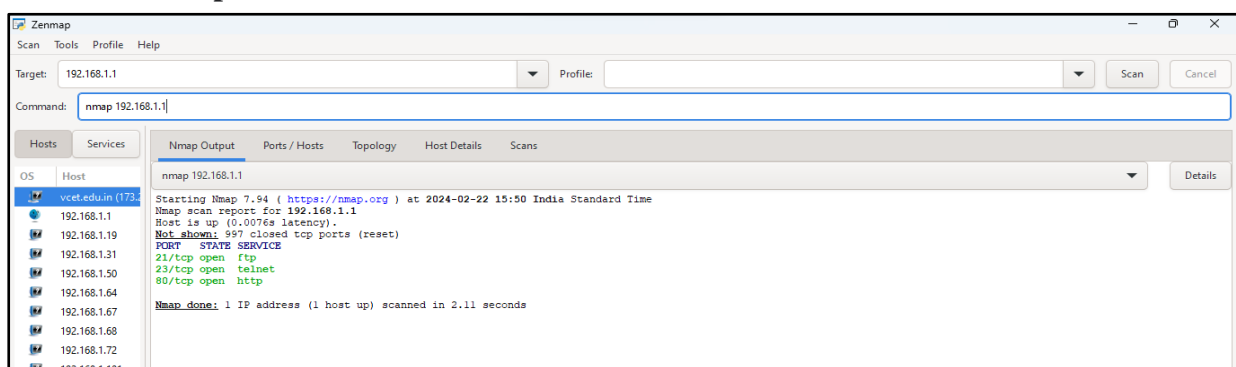 Zenmap
Scan Tools Profile Help
Target: 192.168.1.1 Profile: Scan Cancel
Command: nmap 192.168.1.1
Hosts Services Nmap Output Ports / Hosts Topology Host Details Scans
OS Host nmap 192.168.1.1 Details
vcet.edu.in (173.2
192.168.1.1
192.168.1.19
192.168.1.31
192.168.1.50
192.168.1.64
192.168.1.67
192.168.1.68
192.168.1.72
Starting Nmap 7.94 ( https://nmap.org ) at 2024-02-22 15:50 India Standard Time
Nmap scan report for 192.168.1.1
Host is up (0.0076s latency).
Not shown: 997 closed tcp ports (reset)
PORT STATE SERVICE
21/tcp open ftp
23/tcp open telnet
80/tcp open http
Nmap done: 1 IP address (1 host up) scanned in 2.11 seconds